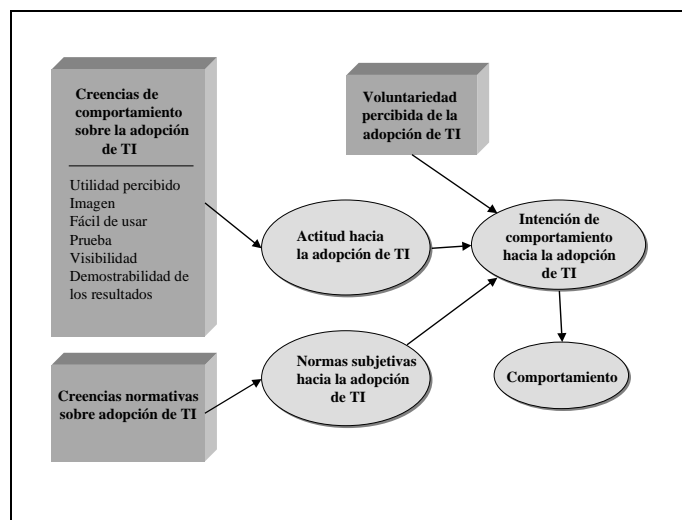 Creencias de
comportamiento
sobre la adopción
de TI
Utilidad percibido
Imagen
Fácil de usar
Prueba
Visibilidad
Demostrabilidad de
los resultados
Voluntariedad
percibida de la
adopción de TI
Actitud hacia
la adopción de TI
Intención de
comportamiento
hacia la adopción
de TI
Creencias normativas
sobre adopción de TI
Normas subjetivas
hacia la adopción
de TI
Comportamiento